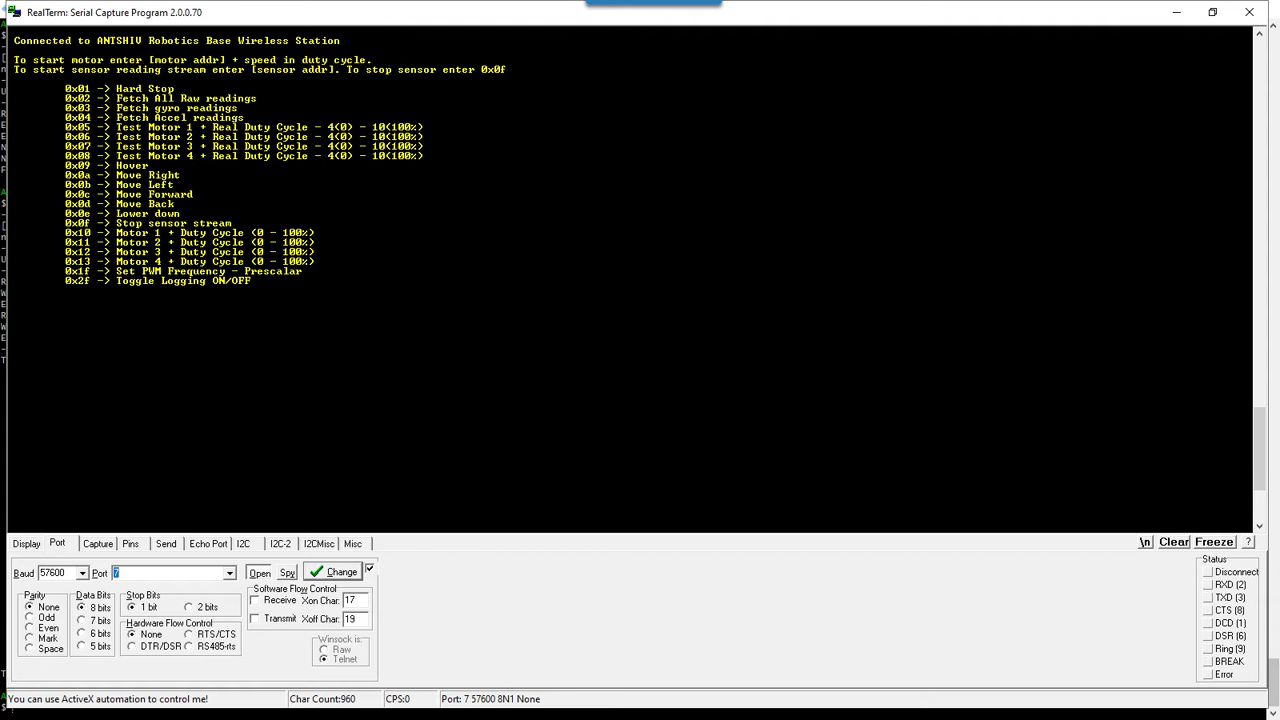 RealTerm: Serial Capture Program 2.0.0.70
Connected to ANTSHIV Robotics Base Wireless Station
To start motor enter [motor addr] + speed in duty cycle.
To start sensor reading stream enter [sensor addr]. To stop sensor enter 0x0f
0x01 -> Hard Stop
0x02 -> Fetch All Raw readings
0x03 -> Fetch gyro readings
0x04 -> Fetch Accel readings
0x05 -> Test Motor 1 + Real Duty Cycle - 4(0) - 10(100%)
0x06 -> Test Motor 2 + Real Duty Cycle - 4(0) - 10(100%)
0x07 -> Test Motor 3 + Real Duty Cycle - 4(0) - 10(100%)
0x08 -> Test Motor 4 + Real Duty Cycle - 4(0) - 10(100%)
0x09 -> Hover
0x0a -> Move Right
0x0b -> Move Left
0x0c -> Move Forward
0x0d -> Move Back
0x0e -> Lower down
0x0f -> Stop sensor stream
0x10 -> Motor 1 + Duty Cycle (0 - 100%)
0x11 -> Motor 2 + Duty Cycle (0 - 100%)
0x12 -> Motor 3 + Duty Cycle (0 - 100%)
0x13 -> Motor 4 + Duty Cycle (0 - 100%)
0x1f -> Set PWM Frequency - Prescalar
0x2f -> Toggle Logging ON/OFF
Display Port Capture Pins Send Echo Port I2C I2C-2 I2CMisc Misc \n Clear Freeze ?
Baud 57600 Port 7 Open Spy Change
Parity
None
Odd
Even
Mark
Space
Data Bits
8 bits
7 bits
6 bits
5 bits
Stop Bits
1 bit 2 bits
Hardware Flow Control
None RTS/CTS
DTR/DSR RS485-rts
Software Flow Control
Receive Xon Char: 17
Transmit Xoff Char: 19
Winsock is:
Raw
Telnet
Status
Disconnect
RXD (2)
TXD (3)
CTS (8)
DCD (1)
DSR (6)
Ring (9)
BREAK
Error
You can use ActiveX automation to control me! Char Count:960 CPS:0 Port: 7 57600 8N1 None